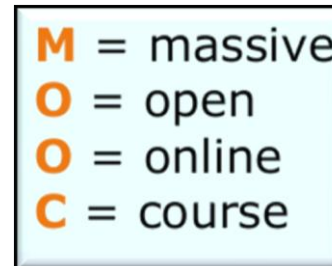 M = massive
O = open
O = online
C = course